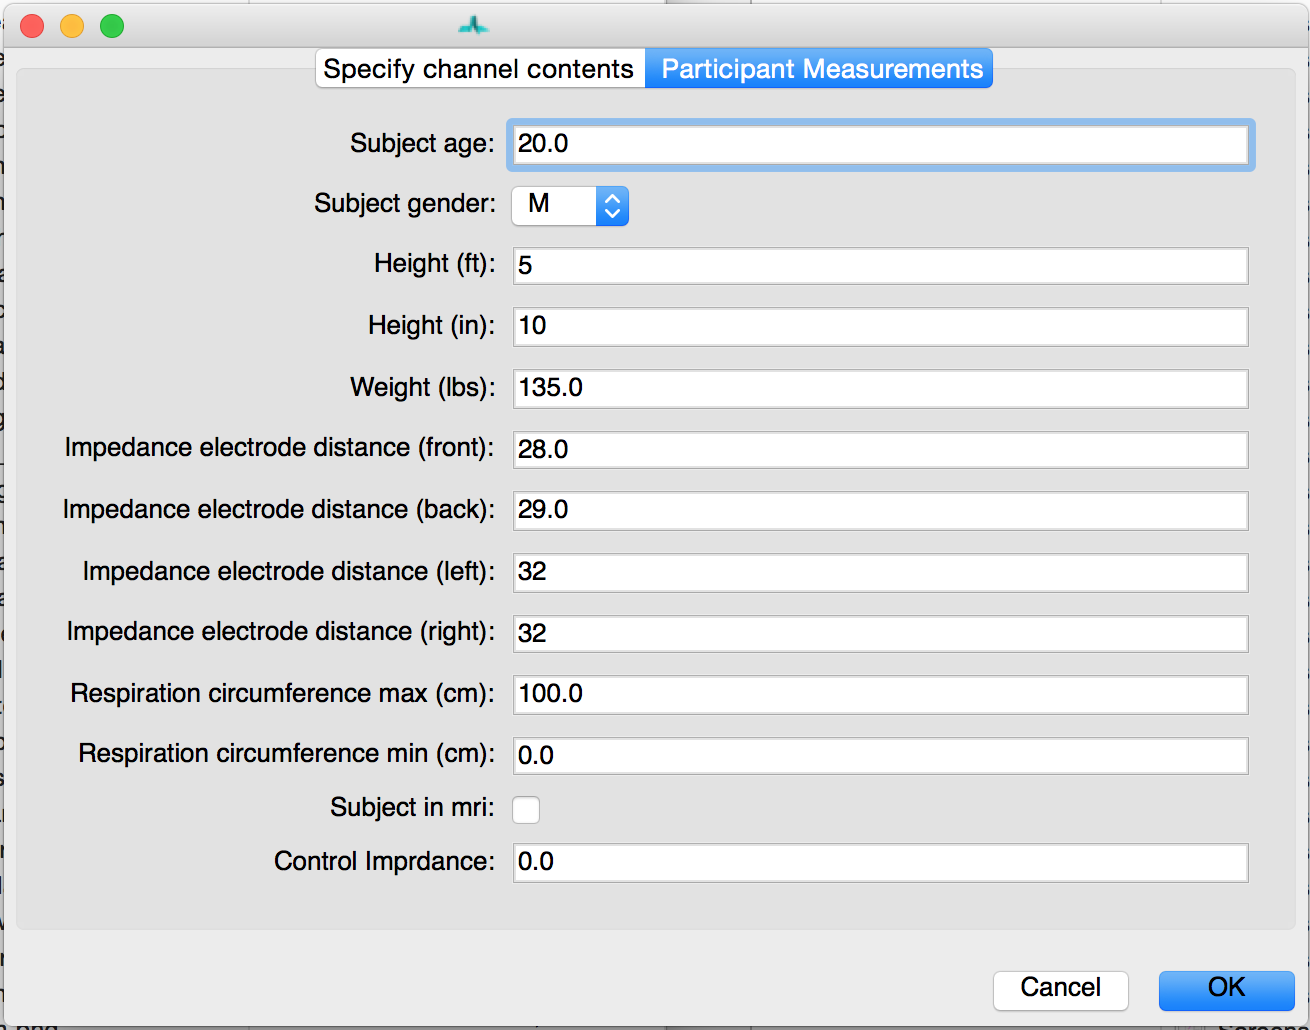 Specify channel contents Participant Measurements
Subject age: 20.0
Subject gender: M
Height (ft): 5
Height (in): 10
Weight (lbs): 135.0
Impedance electrode distance (front): 28.0
Impedance electrode distance (back): 29.0
Impedance electrode distance (left): 32
Impedance electrode distance (right): 32
Respiration circumference max (cm): 100.0
Respiration circumference min (cm): 0.0
Subject in mri:
Control Imprdance: 0.0
Cancel OK